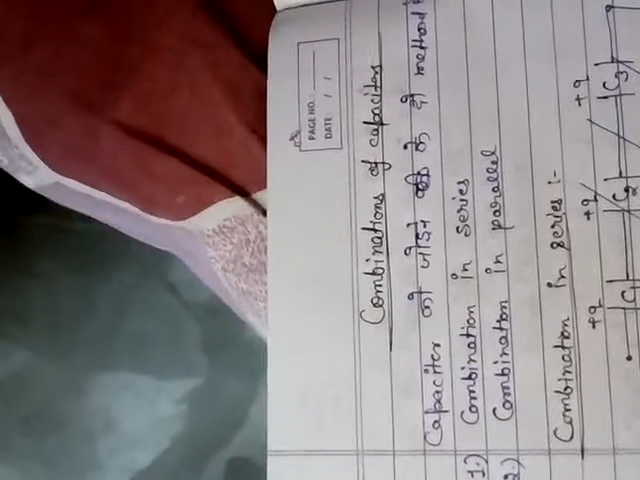 PAGE NO.:
DATE / /
Combinations of capacitors
Capacitor को जोड़ने के दो method
1.) Combination in series
2.) Combination in parallel
Combination in series :-
+q +q +q
C₁ C₂ C₃